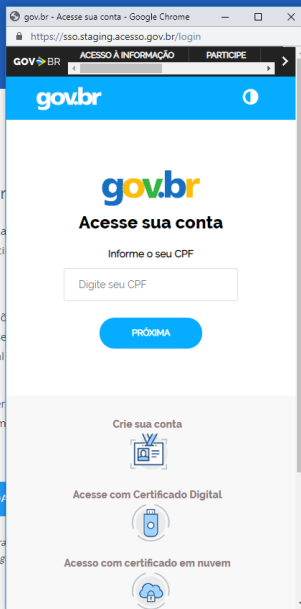 gov.br - Acesse sua conta - Google Chrome
https://sso.staging.acesso.gov.br/login
GOV BR
ACESSO À INFORMAÇÃO PARTICIPE
gov.br
gov.br
Acesse sua conta
Informe o seu CPF
Digite seu CPF
PRÓXIMA
Crie sua conta
Acesse com Certificado Digital
Acesso com certificado em nuvem